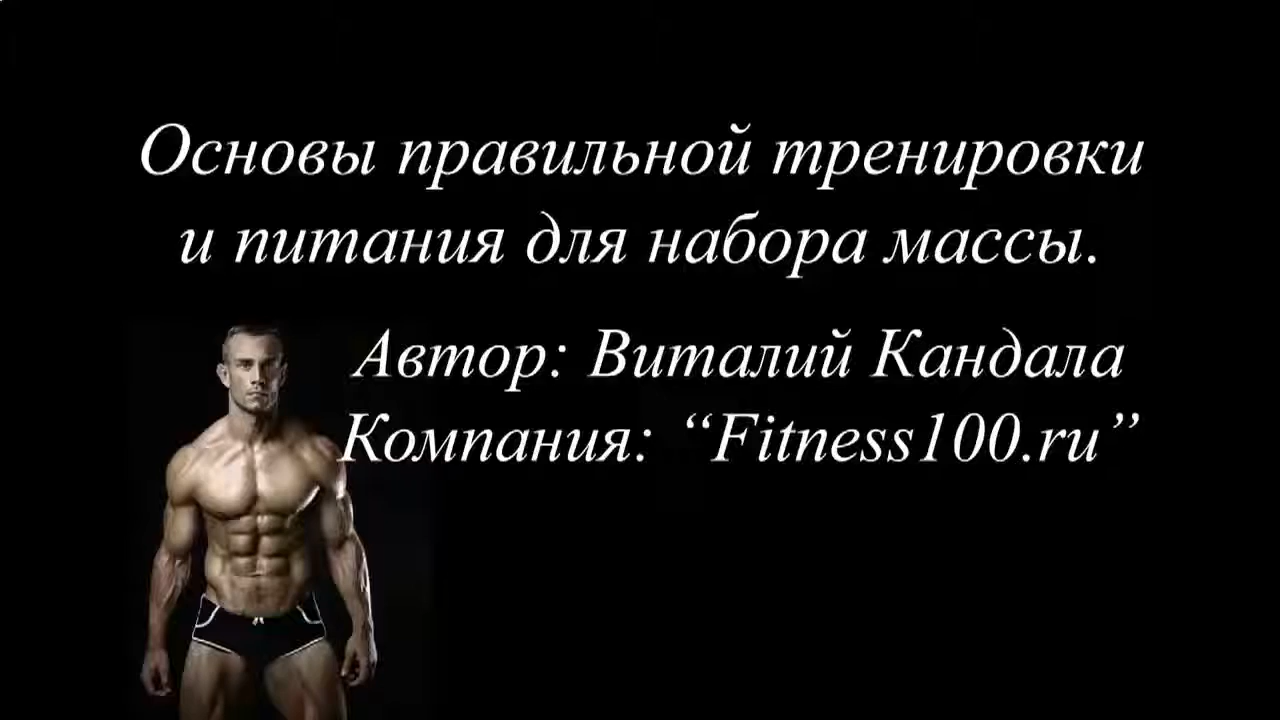 Основы правильной тренировки
и питания для набора массы.
Автор: Виталий Кандала
Компания: “Fitness100.ru”